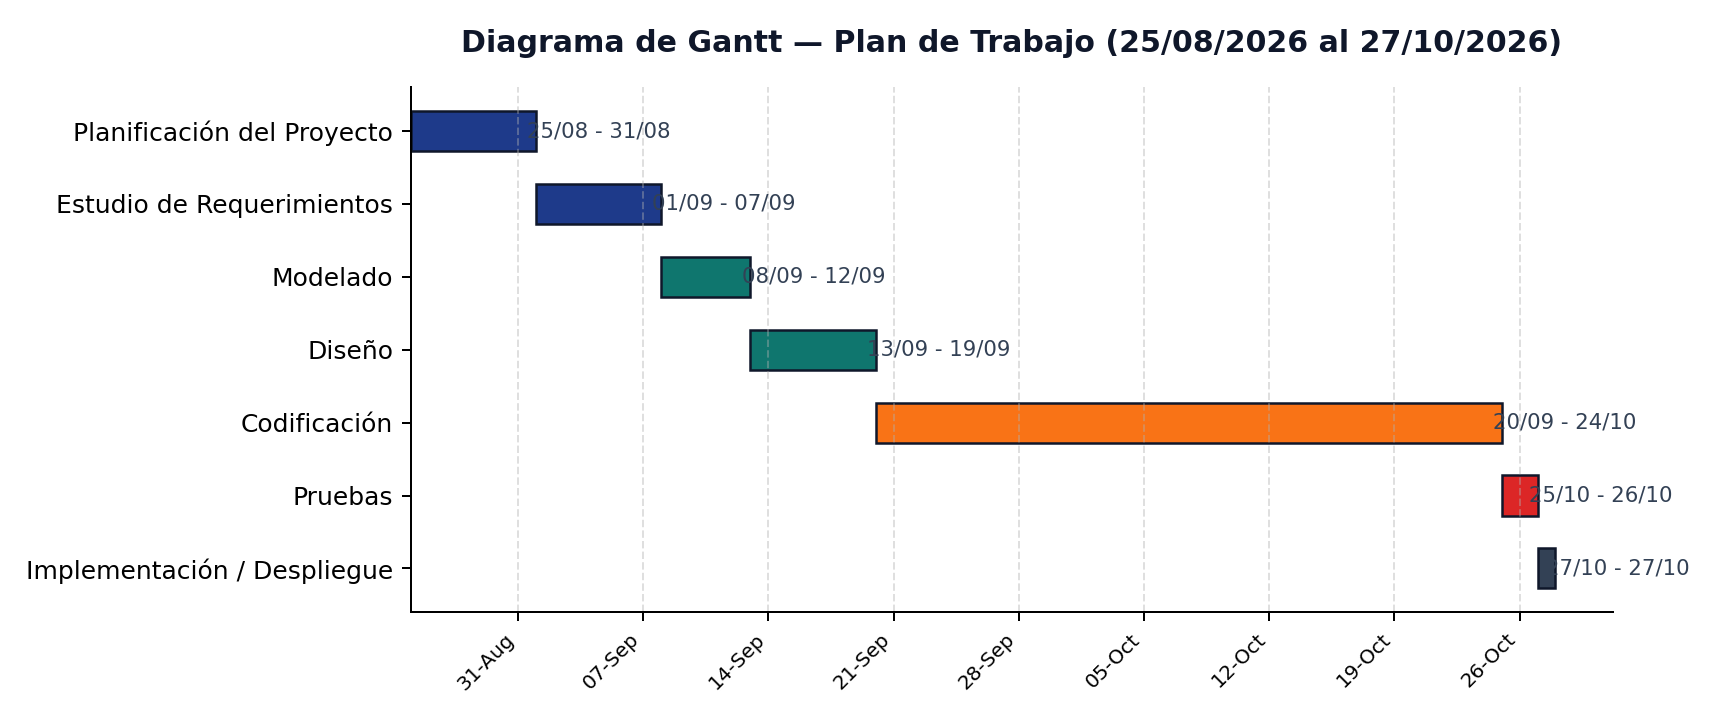 Diagrama de Gantt — Plan de Trabajo (25/08/2026 al 27/10/2026)
Planificación del Proyecto
25/08 - 31/08
Estudio de Requerimientos
01/09 - 07/09
Modelado
08/09 - 12/09
Diseño
13/09 - 19/09
Codificación
20/09 - 24/10
Pruebas
25/10 - 26/10
Implementación / Despliegue
27/10 - 27/10
31-Aug
07-Sep
14-Sep
21-Sep
28-Sep
05-Oct
12-Oct
19-Oct
26-Oct